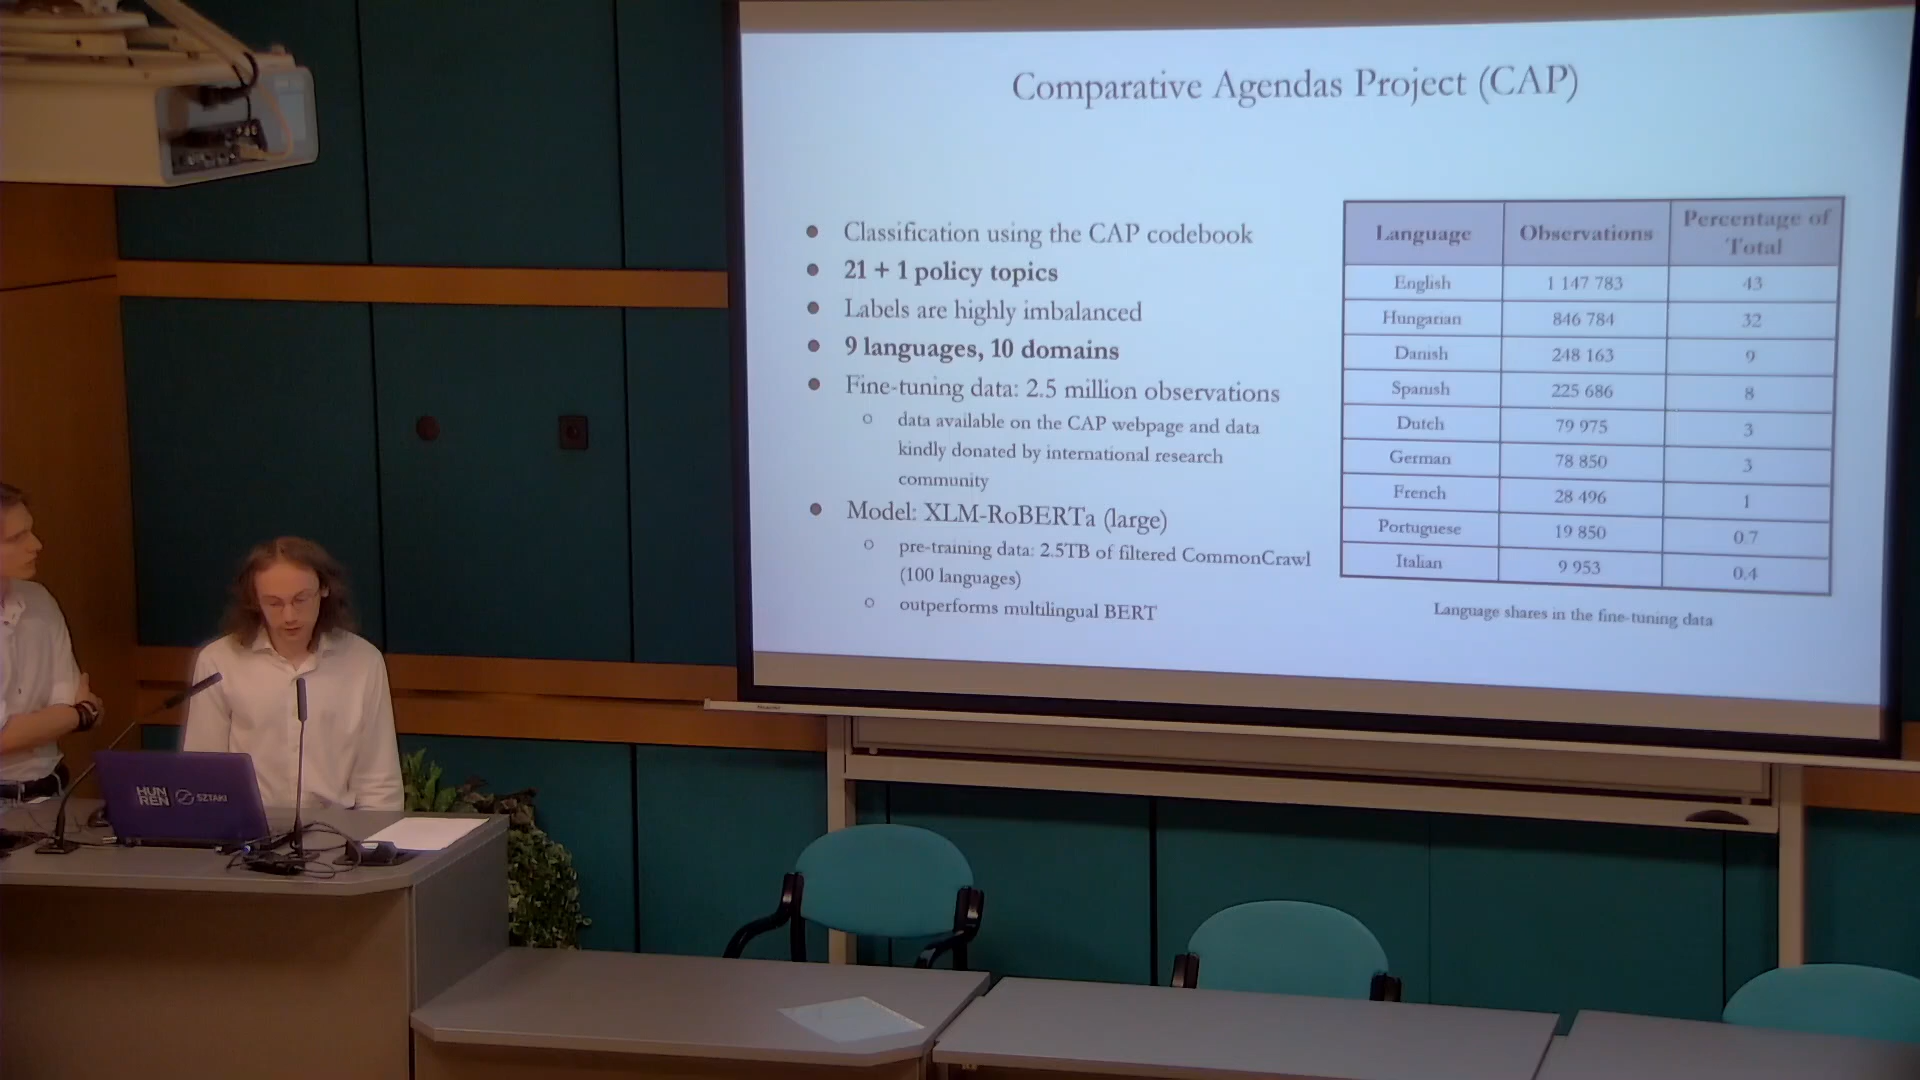 Comparative Agendas Project (CAP)
● Classification using the CAP codebook
● 21 + 1 policy topics
● Labels are highly imbalanced
● 9 languages, 10 domains
● Fine-tuning data: 2.5 million observations
○ data available on the CAP webpage and data
kindly donated by international research
community
● Model: XLM-RoBERTa (large)
○ pre-training data: 2.5TB of filtered CommonCrawl
(100 languages)
○ outperforms multilingual BERT
Language Observations Percentage of
Total
English 1 147 783 43
Hungarian 846 784 32
Danish 248 163 9
Spanish 225 686 8
Dutch 79 975 3
German 78 850 3
French 28 496 1
Portuguese 19 850 0.7
Italian 9 953 0.4
Language shares in the fine-tuning data
HUN
REN
SZTAKI